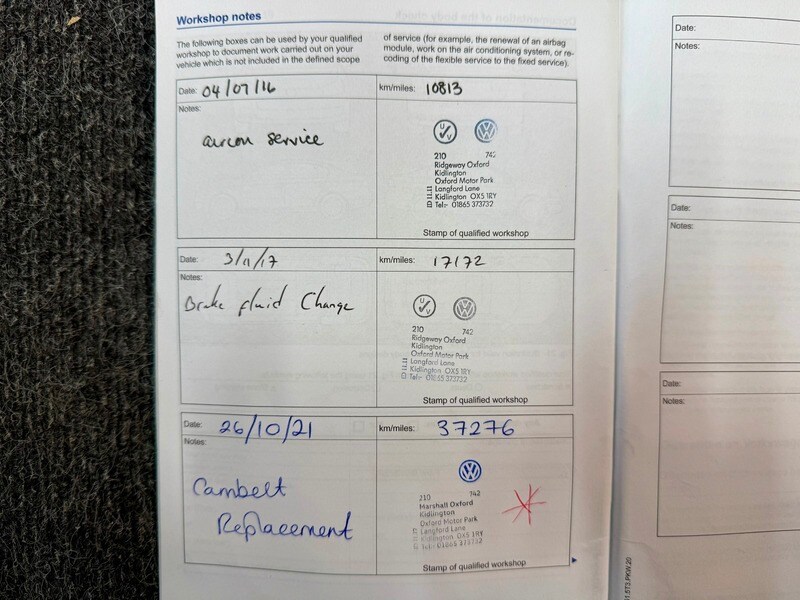 Workshop notes
The following boxes can be used by your qualified
workshop to document work carried out on your
vehicle which is not included in the defined scope
of service (for example, the renewal of an airbag
module, work on the air conditioning system, or re-
coding of the flexible service to the fixed service).
Date: 04/07/16
km/miles: 10813
Notes:
aircon service
210 742
Ridgeway Oxford
Kidlington
Oxford Motor Park
Langford Lane
Kidlington OX5 1RY
Tel:- 01865 373732
Stamp of qualified workshop
Date: 3/11/17
km/miles: 17172
Notes:
Brake fluid Change
210 742
Ridgeway Oxford
Kidlington
Oxford Motor Park
Langford Lane
Kidlington OX5 1RY
Tel:- 01865 373732
Stamp of qualified workshop
Date: 26/10/21
km/miles: 37276
Notes:
Cambelt
Replacement
210 742
Marshall Oxford
Kidlington
Oxford Motor Park
Langford Lane
Kidlington OX5 1RY
Tel:- 01865 373732
Stamp of qualified workshop
Date:
Notes:
Date:
Notes:
Date:
Notes: